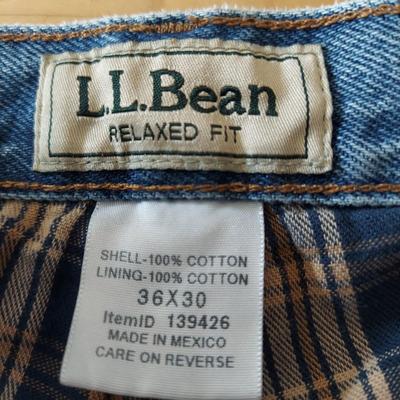 L.L.Bean
RELAXED FIT
SHELL-100% COTTON
LINING-100% COTTON
36X30
ItemID 139426
MADE IN MEXICO
CARE ON REVERSE